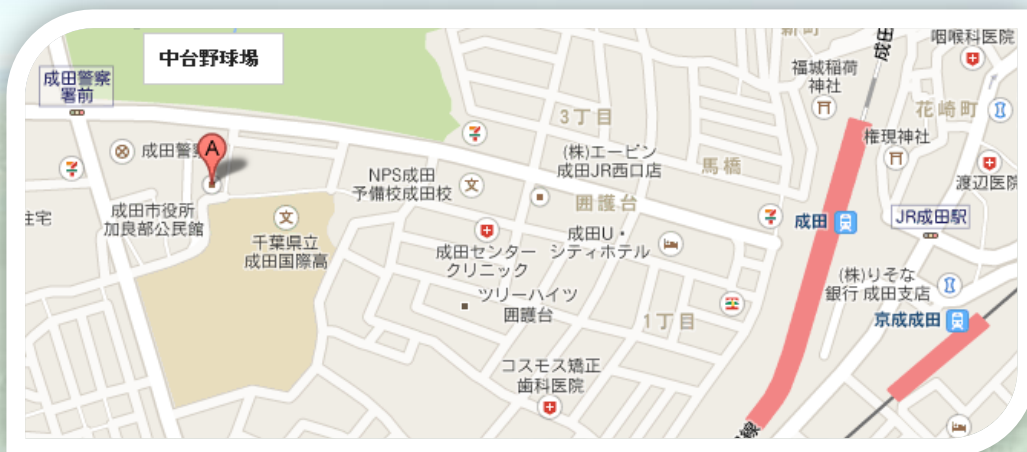 中台野球場
成田警察
署前
成田警察
A
成田市役所
加良部公民館
住宅
千葉県立
成田国際高
NPS成田
予備校成田校
3丁目
(株)エービン
成田JR西口店
囲護台
馬橋
成田センター
クリニック
成田U・
シティホテル
ツリーハイツ
囲護台
1丁目
コスモス矯正
歯科医院
新町
成田
咽喉科医院
福城稲荷
神社
花崎町
権現神社
渡辺医院
成田
JR成田駅
(株)りそな
銀行 成田支店
京成成田
線